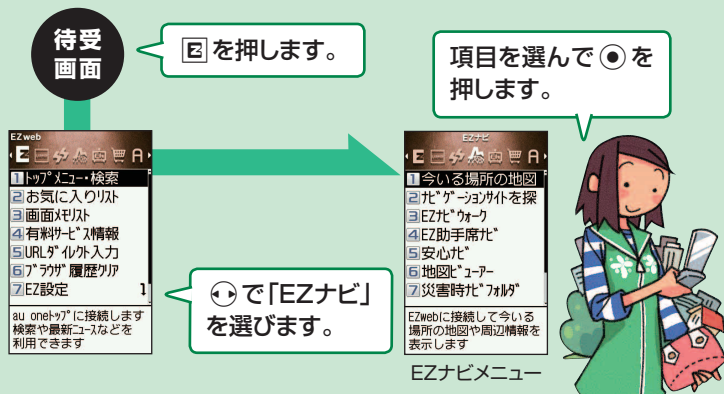 待受
画面
Eを押します。
項目を選んで◉を
押します。
EZweb
E
A
1トップメニュー・検索
2お気に入りリスト
3画面メモリスト
4有料サービス情報
5URLダイレクト入力
6ブラウザ履歴クリア
7EZ設定
au oneトップに接続します
検索や最新ニュースなどを
利用できます
で「EZナビ」
を選びます。
EZナビ
E
A
1今いる場所の地図
2ナビゲーションサイトを探
3EZナビウォーク
4EZ助手席ナビ
5安心ナビ
6地図ビューアー
7災害時ナビフォルダ
EZwebに接続して今いる
場所の地図や周辺情報を
表示します
EZナビメニュー